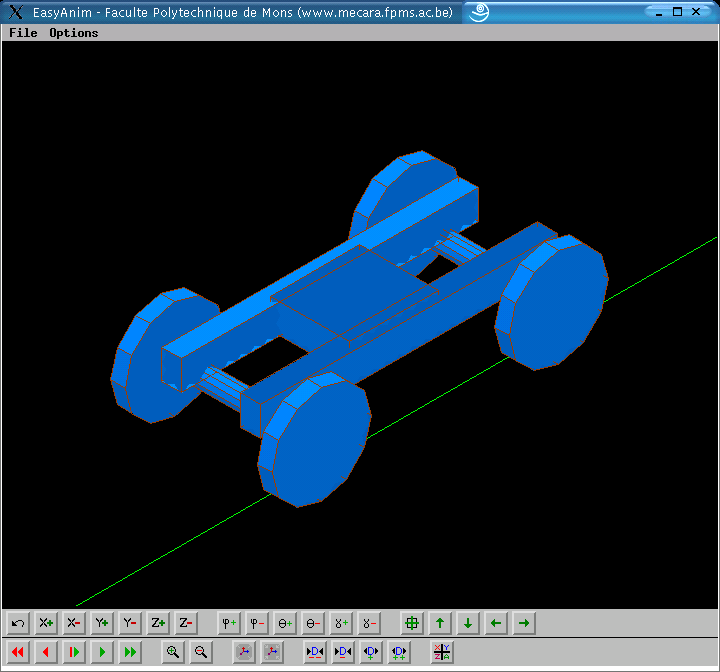 EasyAnim - Faculte Polytechnique de Mons (www.mecara.fpms.ac.be)
File Options
X+ X- Y+ Y- Z+ Z- φ+ φ- θ+ θ- ɣ+ ɣ-
D D D D X Y Z A